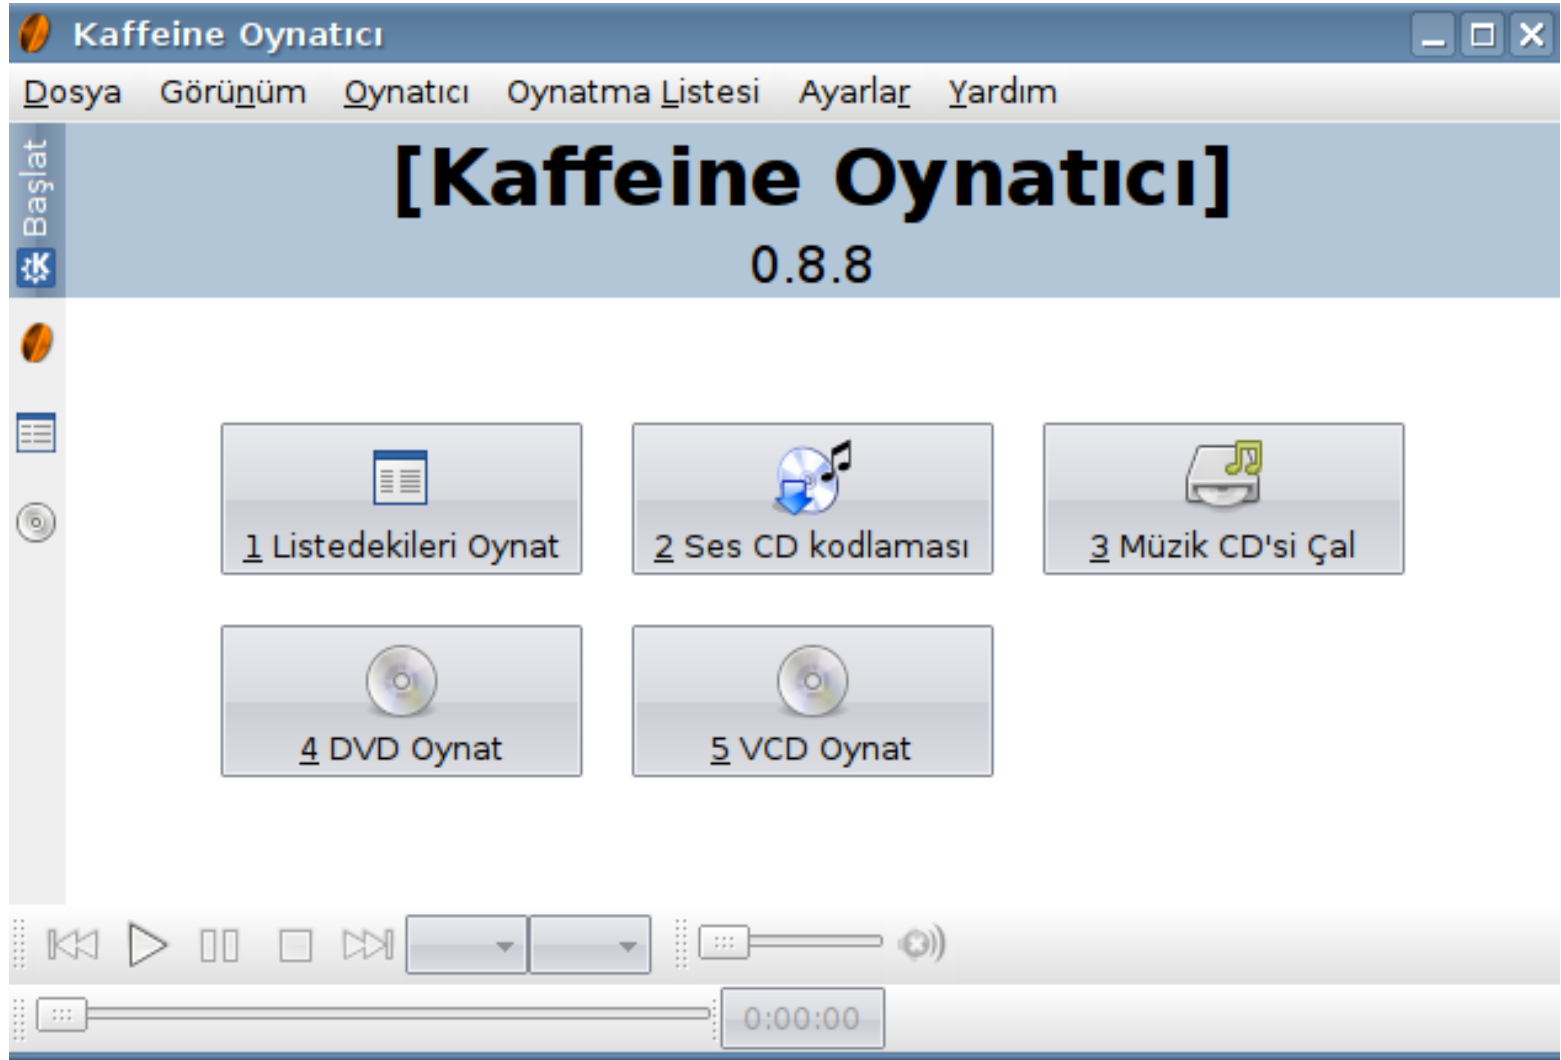 Kaffeine Oynatıcı
Dosya Görünüm Oynatıcı Oynatma Listesi Ayarlar Yardım
Başlat
[Kaffeine Oynatıcı]
0.8.8
1 Listedekileri Oynat
2 Ses CD kodlaması
3 Müzik CD'si Çal
4 DVD Oynat
5 VCD Oynat
0:00:00